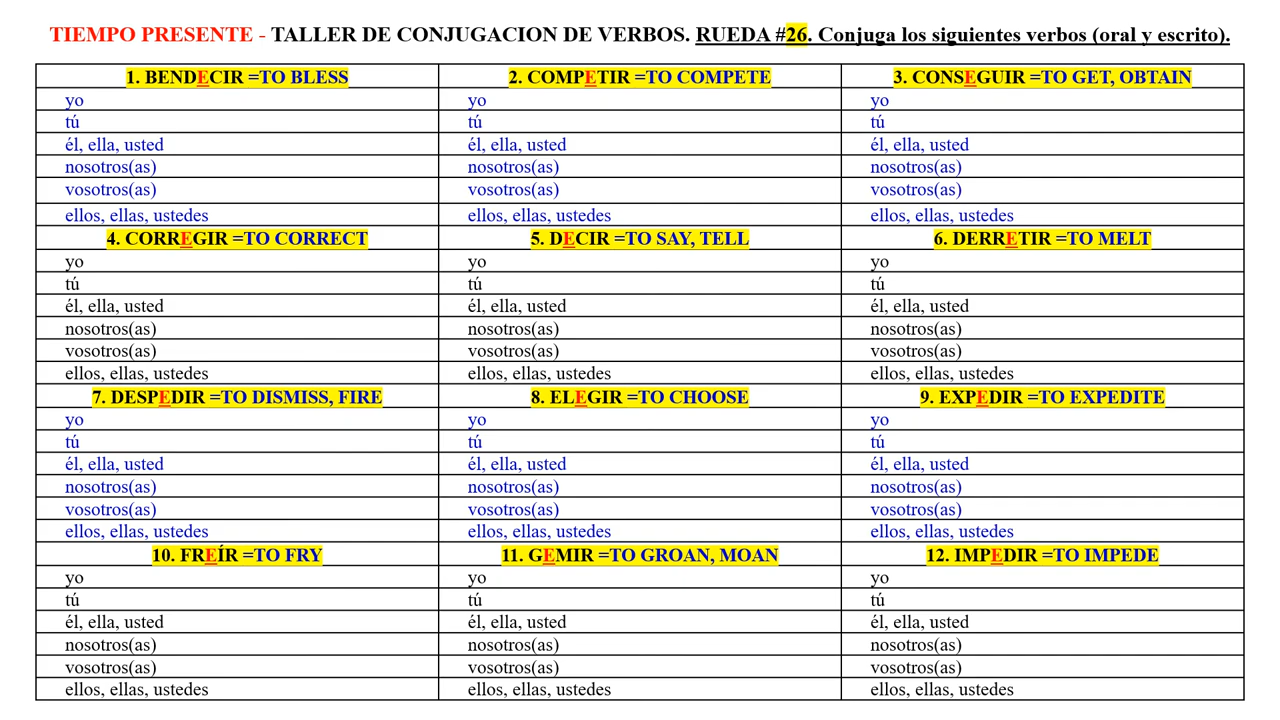 TIEMPO PRESENTE - TALLER DE CONJUGACION DE VERBOS. RUEDA #26. Conjuga los siguientes verbos (oral y escrito).
1. BENDECIR =TO BLESS
2. COMPETIR =TO COMPETE
3. CONSEGUIR =TO GET, OBTAIN
yo
yo
yo
tú
tú
tú
él, ella, usted
él, ella, usted
él, ella, usted
nosotros(as)
nosotros(as)
nosotros(as)
vosotros(as)
vosotros(as)
vosotros(as)
ellos, ellas, ustedes
ellos, ellas, ustedes
ellos, ellas, ustedes
4. CORREGIR =TO CORRECT
5. DECIR =TO SAY, TELL
6. DERRETIR =TO MELT
yo
yo
yo
tú
tú
tú
él, ella, usted
él, ella, usted
él, ella, usted
nosotros(as)
nosotros(as)
nosotros(as)
vosotros(as)
vosotros(as)
vosotros(as)
ellos, ellas, ustedes
ellos, ellas, ustedes
ellos, ellas, ustedes
7. DESPEDIR =TO DISMISS, FIRE
8. ELEGIR =TO CHOOSE
9. EXPEDIR =TO EXPEDITE
yo
yo
yo
tú
tú
tú
él, ella, usted
él, ella, usted
él, ella, usted
nosotros(as)
nosotros(as)
nosotros(as)
vosotros(as)
vosotros(as)
vosotros(as)
ellos, ellas, ustedes
ellos, ellas, ustedes
ellos, ellas, ustedes
10. FREÍR =TO FRY
11. GEMIR =TO GROAN, MOAN
12. IMPEDIR =TO IMPEDE
yo
yo
yo
tú
tú
tú
él, ella, usted
él, ella, usted
él, ella, usted
nosotros(as)
nosotros(as)
nosotros(as)
vosotros(as)
vosotros(as)
vosotros(as)
ellos, ellas, ustedes
ellos, ellas, ustedes
ellos, ellas, ustedes